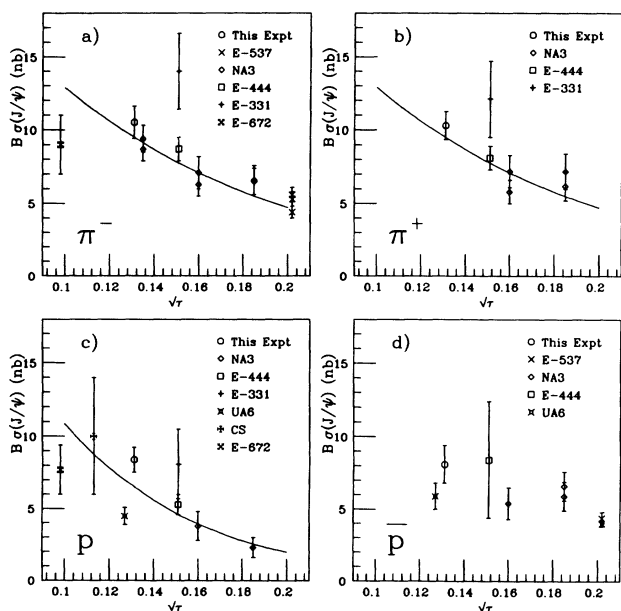 a)
This Expt
E-537
NA3
E-444
E-331
E-672
B σ(J/ψ) (nb)
15
10
5
0
π⁻
0.1 0.12 0.14 0.16 0.18 0.2
√τ
b)
This Expt
NA3
E-444
E-331
B σ(J/ψ) (nb)
15
10
5
0
π⁺
0.1 0.12 0.14 0.16 0.18 0.2
√τ
c)
This Expt
NA3
E-444
E-331
UA6
CS
E-672
B σ(J/ψ) (nb)
15
10
5
0
p
0.1 0.12 0.14 0.16 0.18 0.2
√τ
d)
This Expt
E-537
NA3
E-444
UA6
B σ(J/ψ) (nb)
15
10
5
0
p̅
0.1 0.12 0.14 0.16 0.18 0.2
√τ